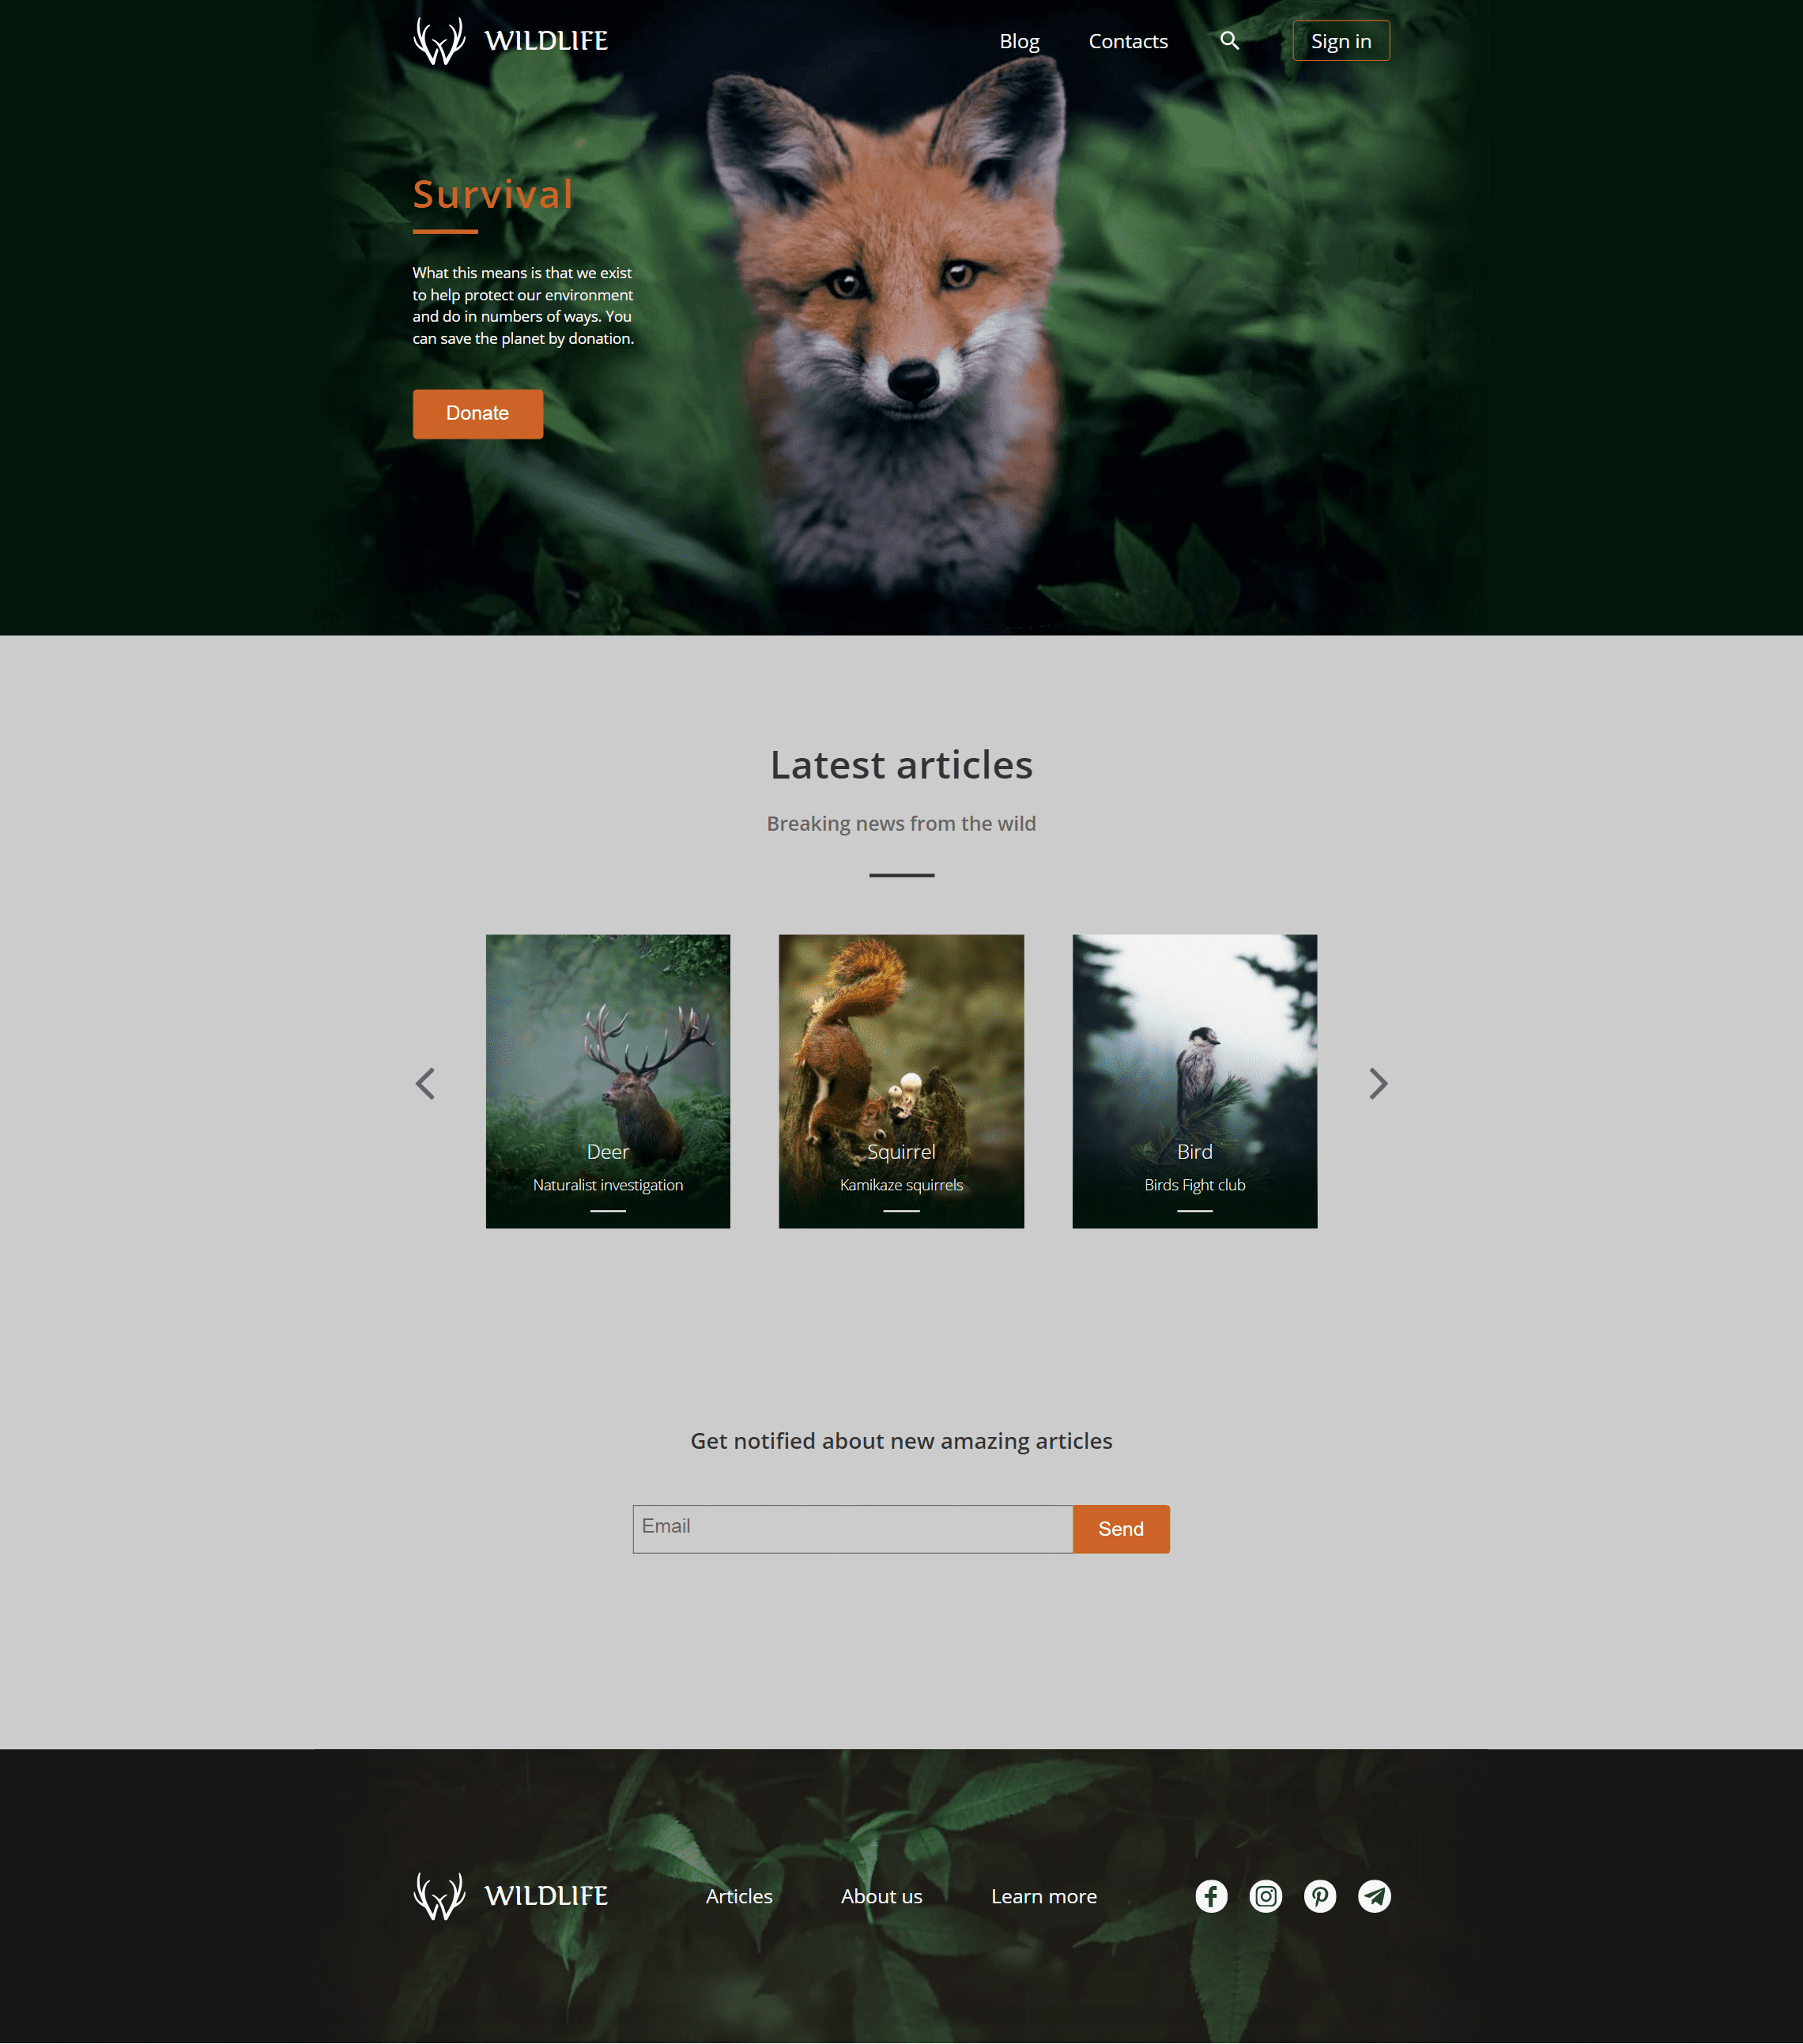 WILDLIFE
Blog
Contacts
Sign in
Survival
What this means is that we exist
to help protect our environment
and do in numbers of ways. You
can save the planet by donation.
Donate
Latest articles
Breaking news from the wild
Deer
Naturalist investigation
Squirrel
Kamikaze squirrels
Bird
Birds Fight club
Get notified about new amazing articles
Email
Send
WILDLIFE
Articles
About us
Learn more